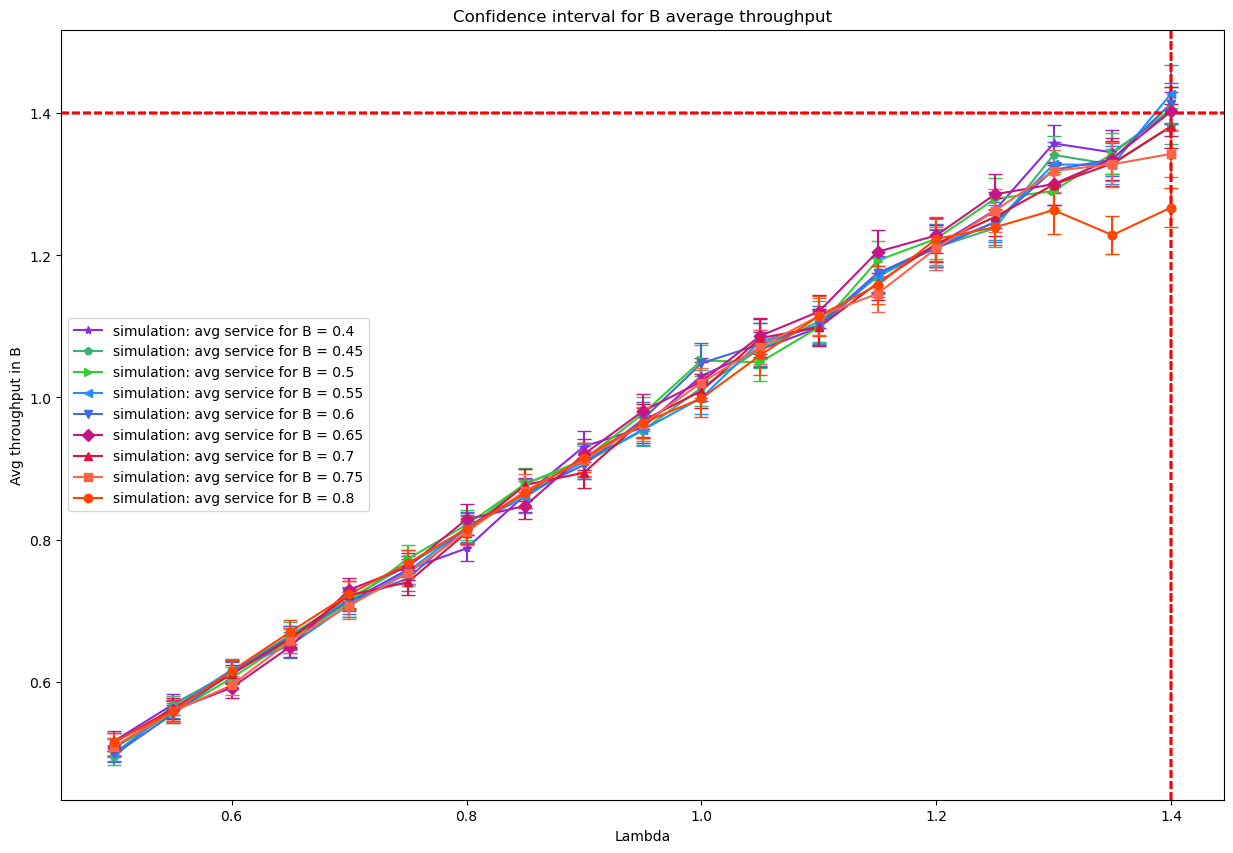 Confidence interval for B average throughput
Avg throughput in B
1.4
1.2
1.0
0.8
0.6
simulation: avg service for B = 0.4
simulation: avg service for B = 0.45
simulation: avg service for B = 0.5
simulation: avg service for B = 0.55
simulation: avg service for B = 0.6
simulation: avg service for B = 0.65
simulation: avg service for B = 0.7
simulation: avg service for B = 0.75
simulation: avg service for B = 0.8
0.6 0.8 1.0 1.2 1.4
Lambda